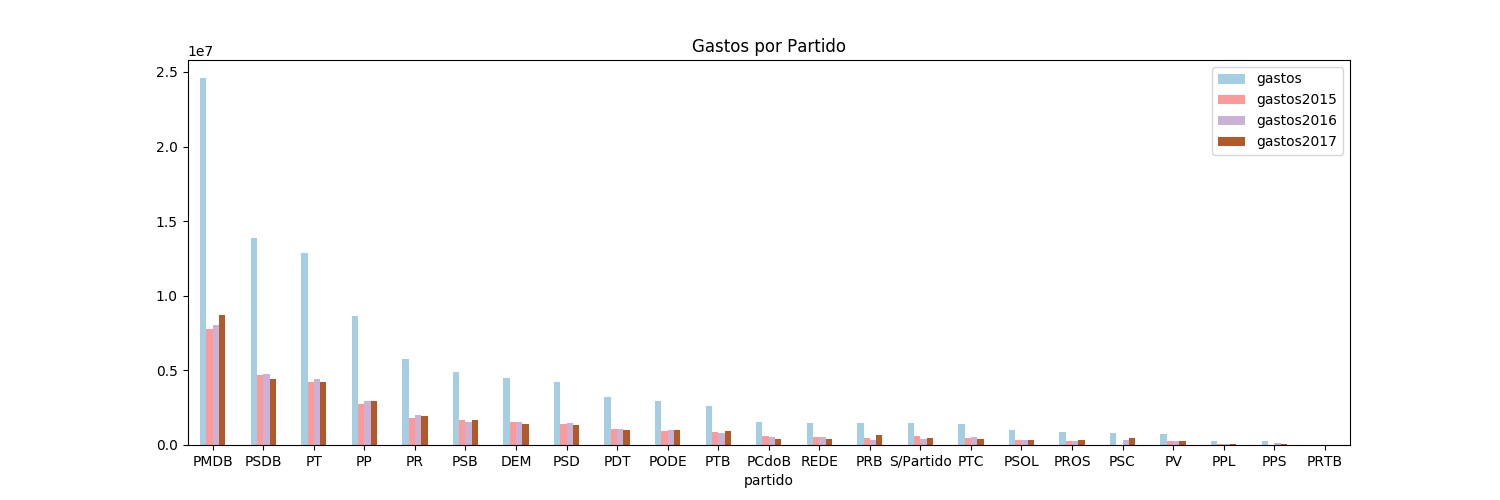 Gastos por Partido
1e7
2.5
2.0
1.5
1.0
0.5
0.0
gastos
gastos2015
gastos2016
gastos2017
PMDB PSDB PT PP PR PSB DEM PSD PDT PODE PTB PCdoB REDE PRB S/Partido PTC PSOL PROS PSC PV PPL PPS PRTB
partido